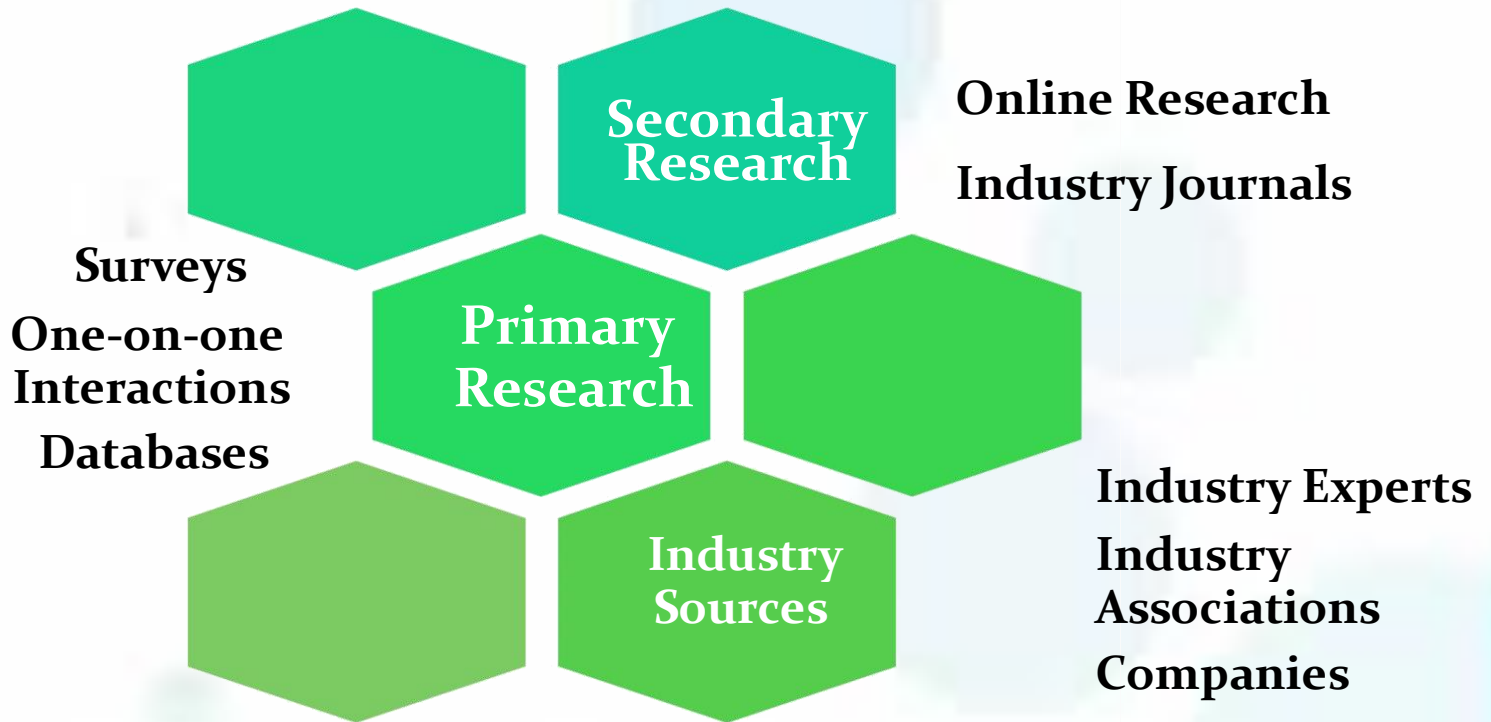 Secondary
Research
Online Research
Industry Journals
Surveys
One-on-one
Interactions
Databases
Primary
Research
Industry
Sources
Industry Experts
Industry
Associations
Companies